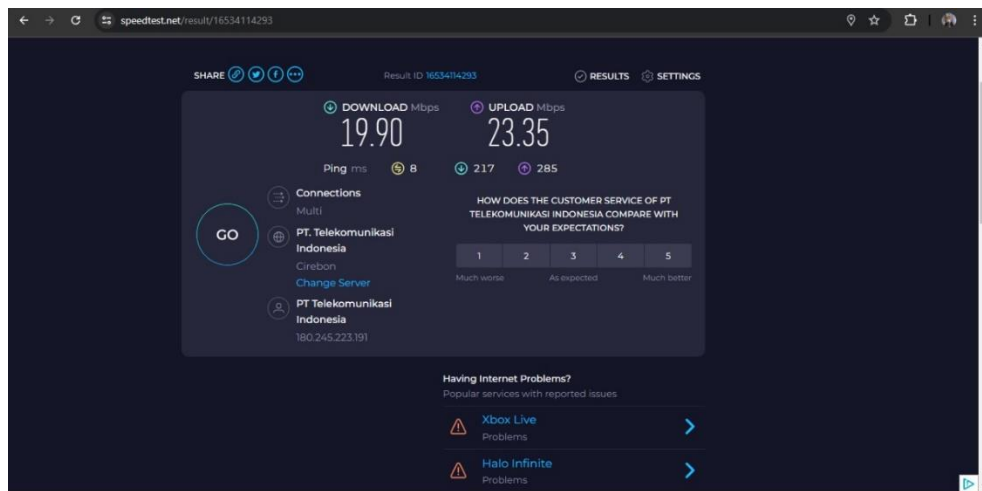 speedtest.net/result/16534114293
SHARE
Result ID 16534114293
RESULTS
SETTINGS
DOWNLOAD Mbps
19.90
UPLOAD Mbps
23.35
Ping ms 8 217 285
GO
Connections
Multi
PT. Telekomunikasi
Indonesia
Cirebon
Change Server
PT Telekomunikasi
Indonesia
180.245.223.191
HOW DOES THE CUSTOMER SERVICE OF PT
TELEKOMUNIKASI INDONESIA COMPARE WITH
YOUR EXPECTATIONS?
1 2 3 4 5
Much worse As expected Much better
Having Internet Problems?
Popular services with reported issues
Xbox Live
Problems
Halo Infinite
Problems